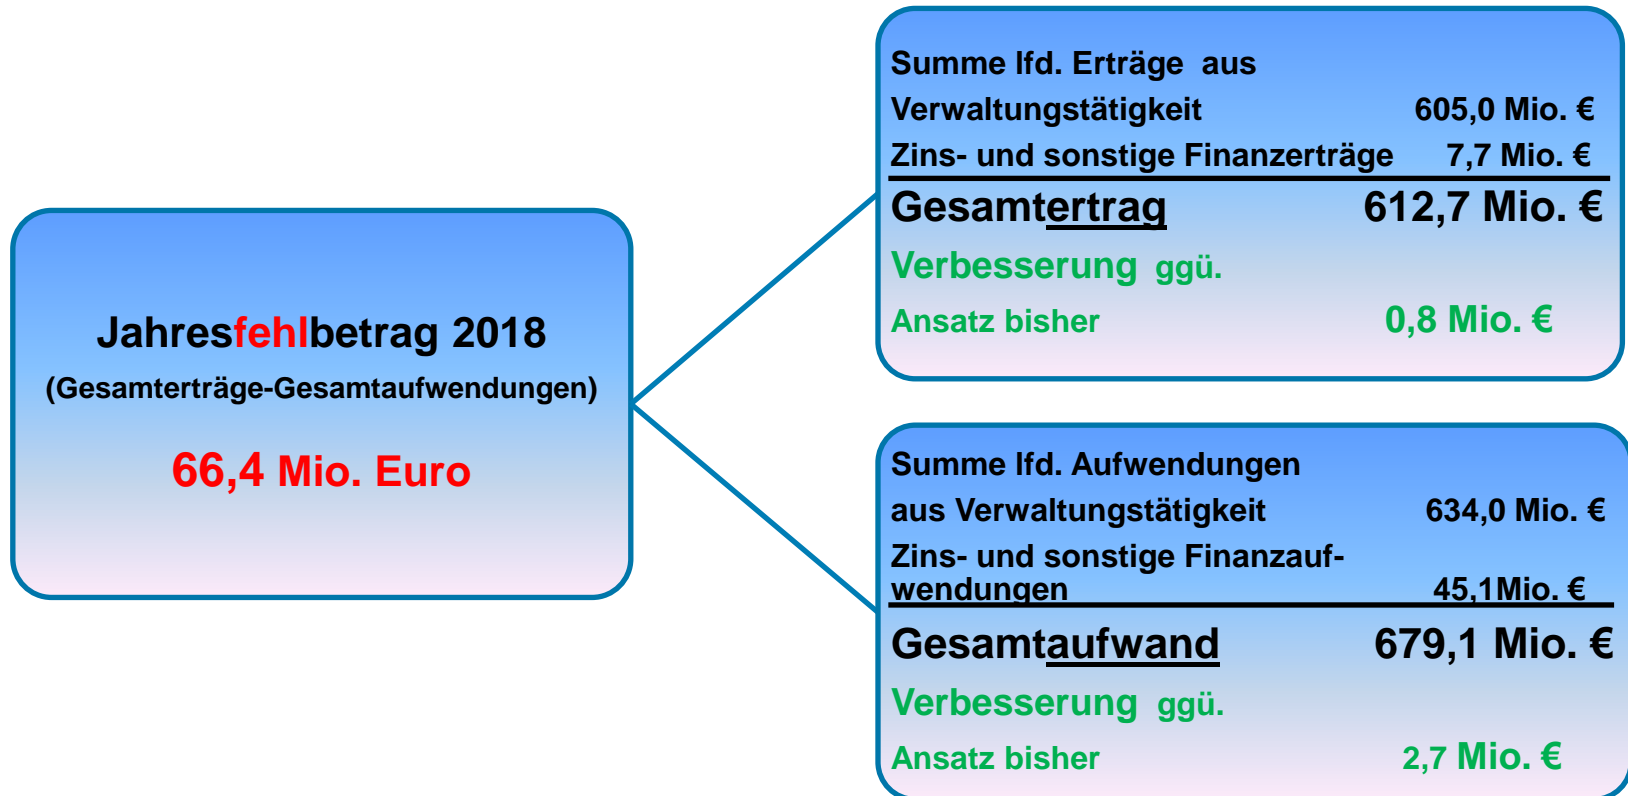 Jahresfehlbetrag 2018
(Gesamterträge-Gesamtaufwendungen)
66,4 Mio. Euro
Summe lfd. Erträge aus
Verwaltungstätigkeit 605,0 Mio. €
Zins- und sonstige Finanzerträge 7,7 Mio. €
Gesamtertrag 612,7 Mio. €
Verbesserung ggü.
Ansatz bisher 0,8 Mio. €
Summe lfd. Aufwendungen
aus Verwaltungstätigkeit 634,0 Mio. €
Zins- und sonstige Finanzauf-
wendungen 45,1Mio. €
Gesamtaufwand 679,1 Mio. €
Verbesserung ggü.
Ansatz bisher 2,7 Mio. €